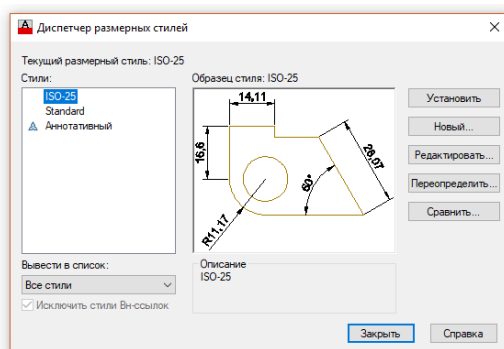 Диспетчер размерных стилей
Текущий размерный стиль: ISO-25
Стили:
ISO-25
Standard
Аннотативный
Образец стиля: ISO-25
14,11
16,6
R11,17
60°
26,07
Установить
Новый...
Редактировать...
Переопределить...
Сравнить...
Вывести в список:
Все стили
Исключить стили Вн-ссылок
Описание
ISO-25
Закрыть
Справка